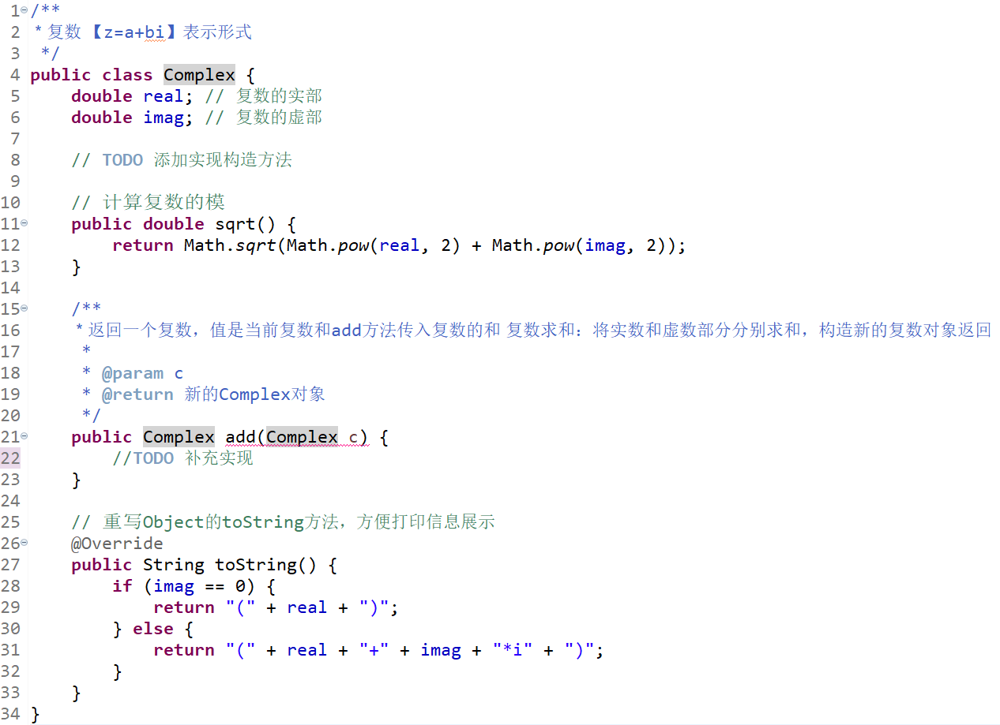 1 /**
2 * 复数 【z=a+bi】表示形式
3 */
4 public class Complex {
5 double real; // 复数的实部
6 double imag; // 复数的虚部
7
8 // TODO 添加实现构造方法
9
10 // 计算复数的模
11 public double sqrt() {
12 return Math.sqrt(Math.pow(real, 2) + Math.pow(imag, 2));
13 }
14
15 /**
16 * 返回一个复数，值是当前复数和add方法传入复数的和 复数求和：将实数和虚数部分分别求和，构造新的复数对象返回
17 *
18 * @param c
19 * @return 新的Complex对象
20 */
21 public Complex add(Complex c) {
22 //TODO 补充实现
23 }
24
25 // 重写Object的toString方法，方便打印信息展示
26 @Override
27 public String toString() {
28 if (imag == 0) {
29 return "(" + real + ")";
30 } else {
31 return "(" + real + "+" + imag + "*i" + ")";
32 }
33 }
34 }